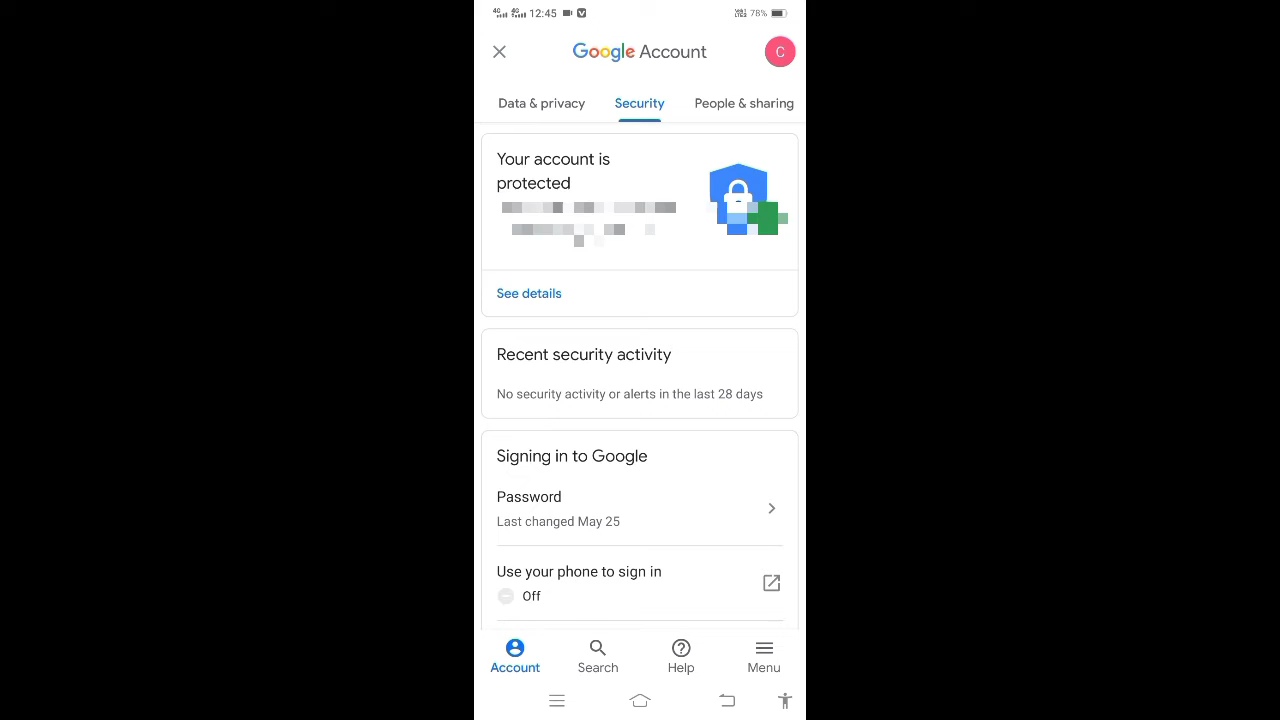 12:45
78%
Google Account
C
Data & privacy Security People & sharing
Your account is
protected
See details
Recent security activity
No security activity or alerts in the last 28 days
Signing in to Google
Password
Last changed May 25
Use your phone to sign in
Off
Account Search Help Menu